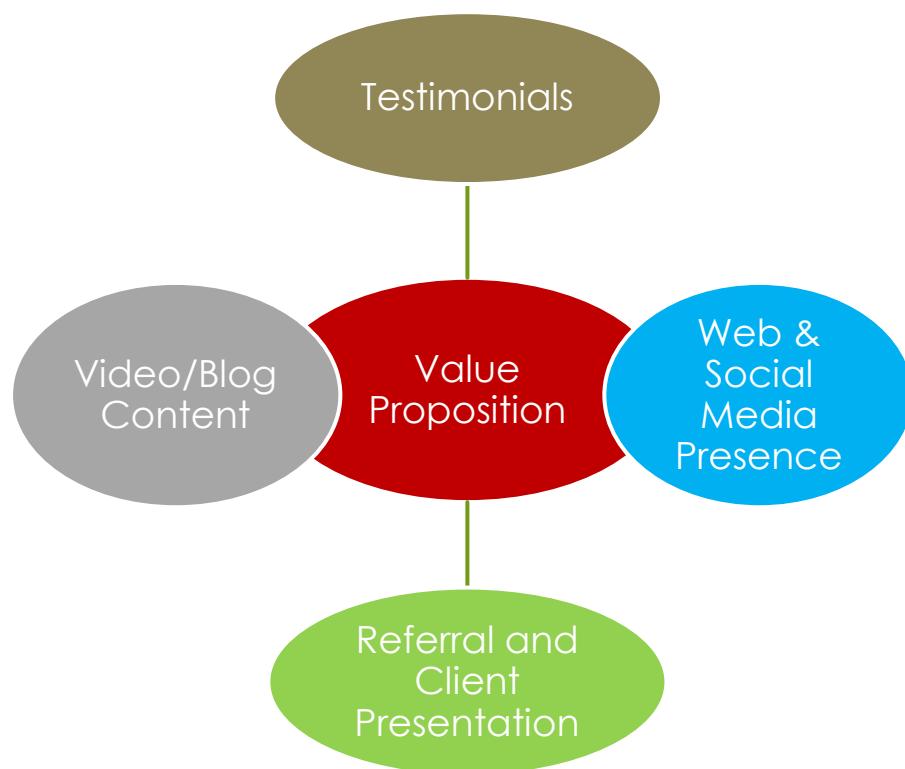 Testimonials
Video/Blog
Content
Value
Proposition
Web &
Social
Media
Presence
Referral and
Client
Presentation